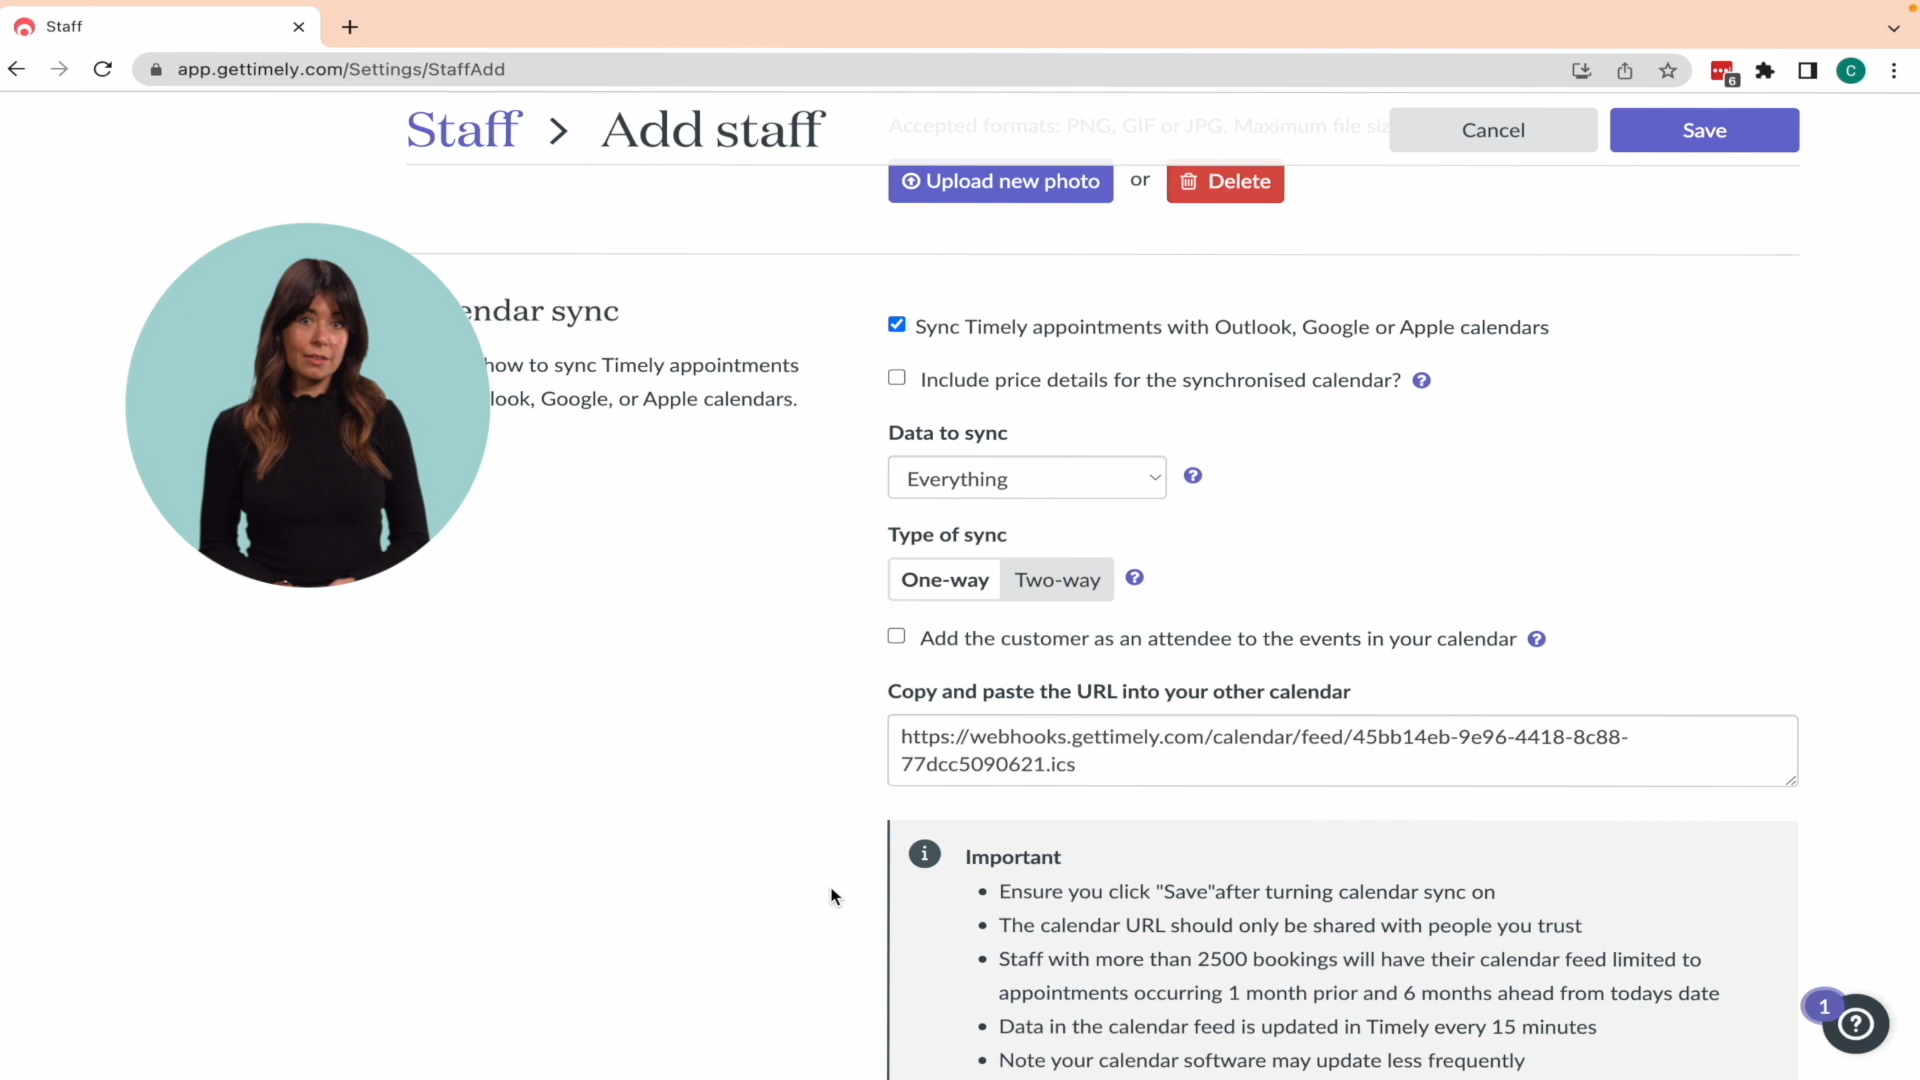 Staff
app.gettimely.com/Settings/StaffAdd
6
C
Staff > Add staff
Accepted formats: PNG, GIF or JPG. Maximum file siz
Cancel
Save
Upload new photo or Delete
endar sync
how to sync Timely appointments
look, Google, or Apple calendars.
Sync Timely appointments with Outlook, Google or Apple calendars
Include price details for the synchronised calendar? ?
Data to sync
Everything ?
Type of sync
One-way Two-way ?
Add the customer as an attendee to the events in your calendar ?
Copy and paste the URL into your other calendar
https://webhooks.gettimely.com/calendar/feed/45bb14eb-9e96-4418-8c88-
77dcc5090621.ics
i Important
• Ensure you click "Save"after turning calendar sync on
• The calendar URL should only be shared with people you trust
• Staff with more than 2500 bookings will have their calendar feed limited to
appointments occurring 1 month prior and 6 months ahead from todays date
• Data in the calendar feed is updated in Timely every 15 minutes
• Note your calendar software may update less frequently
1
?